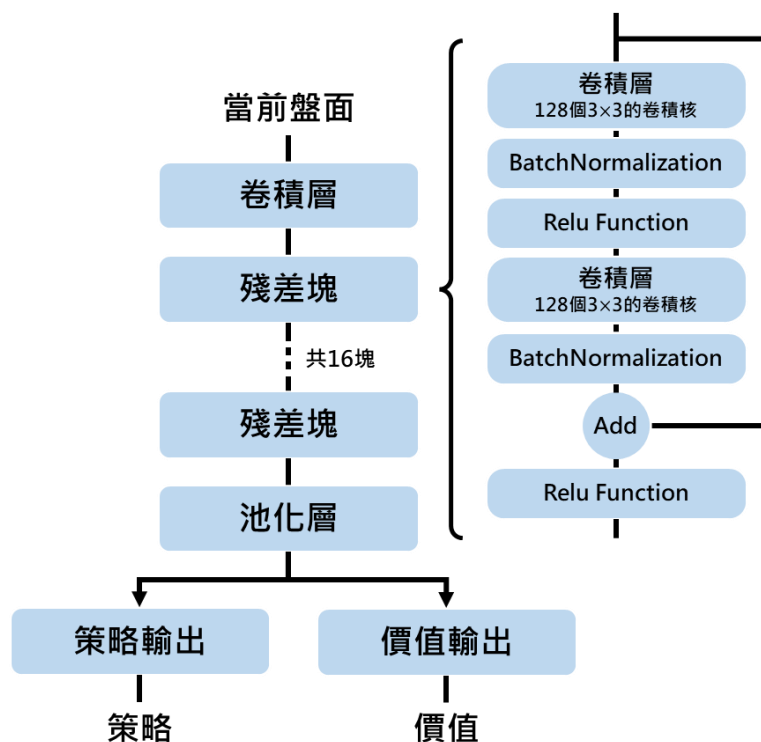 當前盤面
卷積層
殘差塊
共16塊
殘差塊
池化層
策略輸出
價值輸出
策略
價值
卷積層
128個3×3的卷積核
BatchNormalization
Relu Function
卷積層
128個3×3的卷積核
BatchNormalization
Add
Relu Function